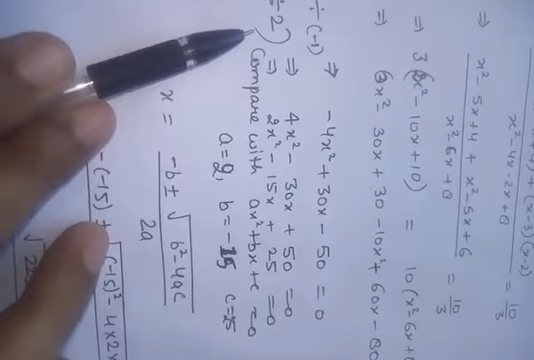 +4) + (x-3)(x-2)
x²-4x-2x+8 = 10/3
⇒ x²-5x+4 + x²-5x+6
x²-6x+8 = 10/3
⇒ 3( x²-10x+10) = 10(x²-6x+
⇒ 6x²- 30x+30-10x²+60x-80
÷(-1) ⇒ -4x²+30x-50 = 0
⇒ 4x²-30x+50 = 0
÷2) ⇒ 2x²-15x+25 = 0
Compare with ax²+bx+c=0
a=2, b=-15 c=25
x = -b±√b²-4ac
2a
-(-15) ± √(-15)²-4x2x